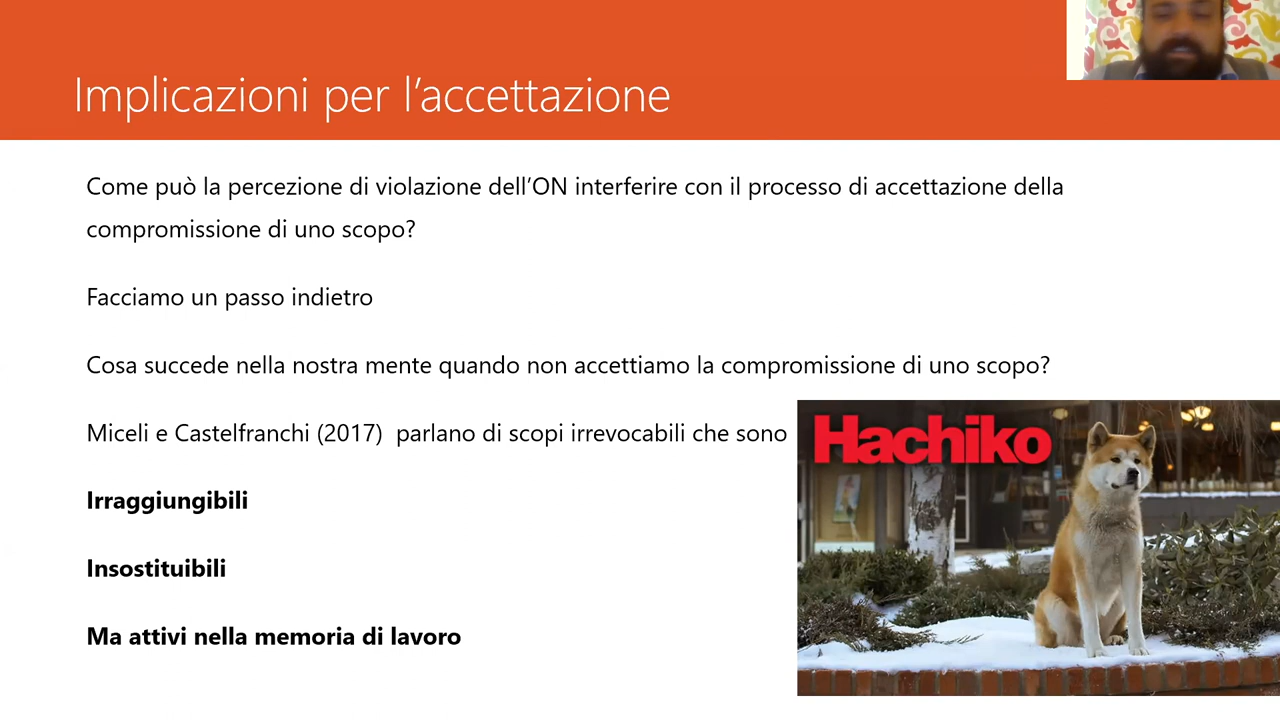 Implicazioni per l’accettazione
Come può la percezione di violazione dell’ON interferire con il processo di accettazione della
compromissione di uno scopo?
Facciamo un passo indietro
Cosa succede nella nostra mente quando non accettiamo la compromissione di uno scopo?
Miceli e Castelfranchi (2017)  parlano di scopi irrevocabili che sono
Hachiko
Irraggiungibili
Insostituibili
Ma attivi nella memoria di lavoro